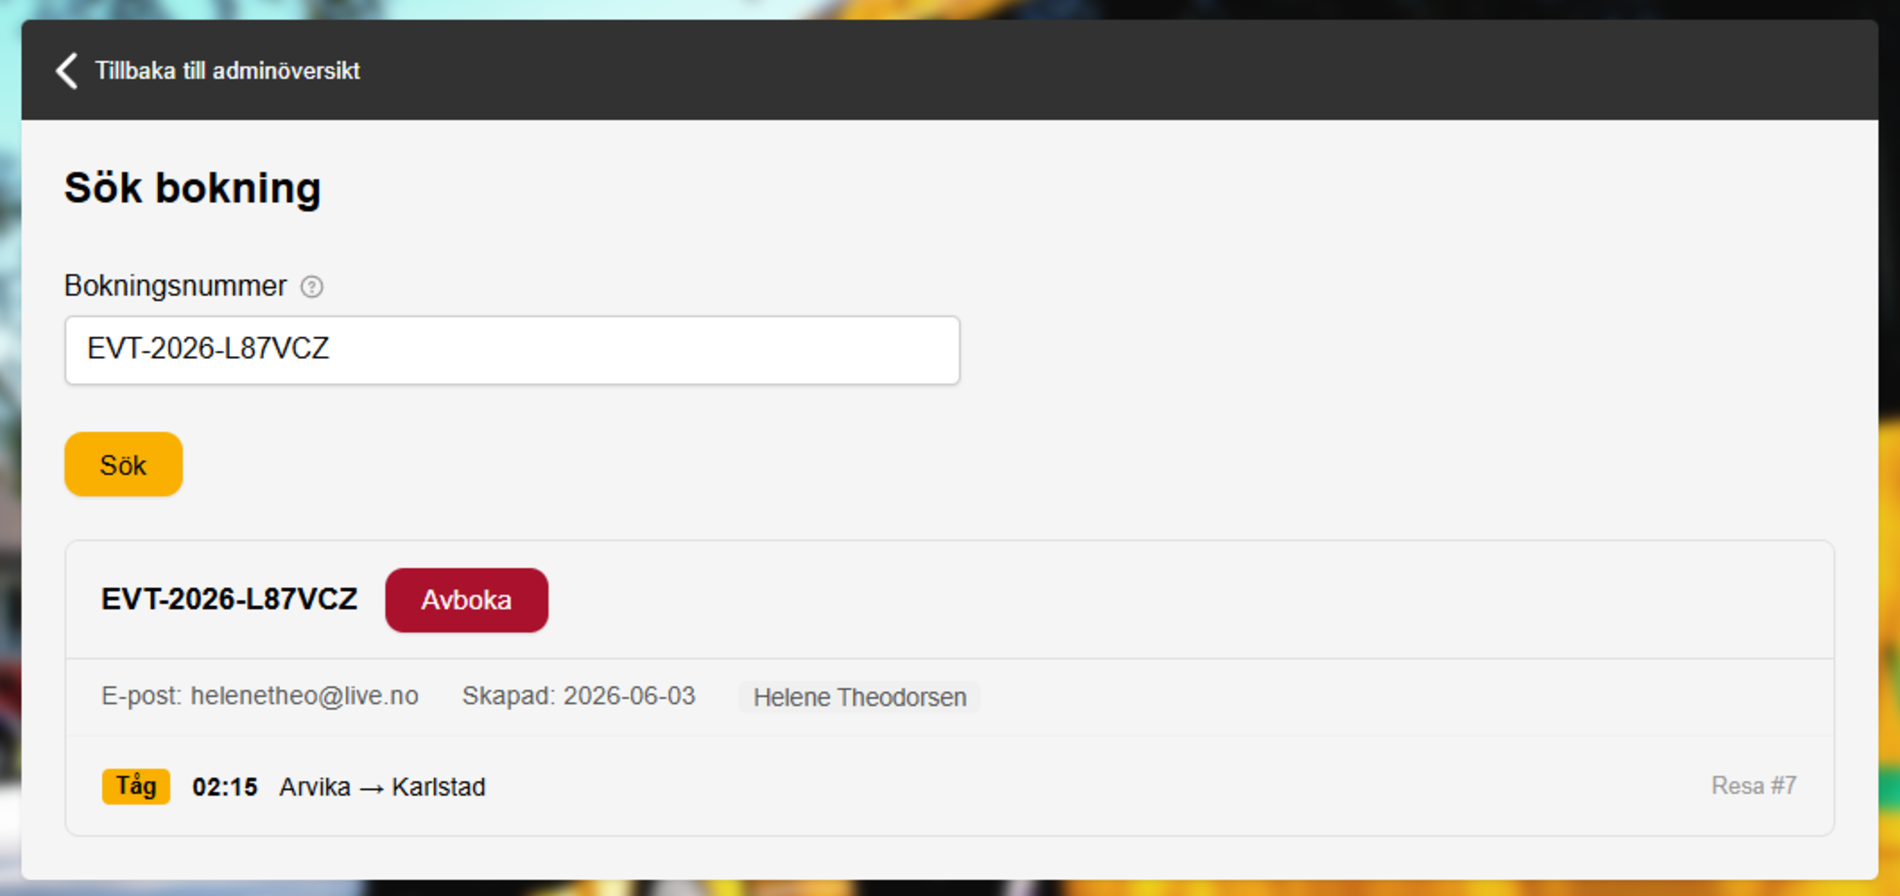 Tillbaka till adminöversikt
Sök bokning
Bokningsnummer ?
EVT-2026-L87VCZ
Sök
EVT-2026-L87VCZ Avboka
E-post: helenetheo@live.no Skapad: 2026-06-03 Helene Theodorsen
Tåg 02:15 Arvika → Karlstad Resa #7